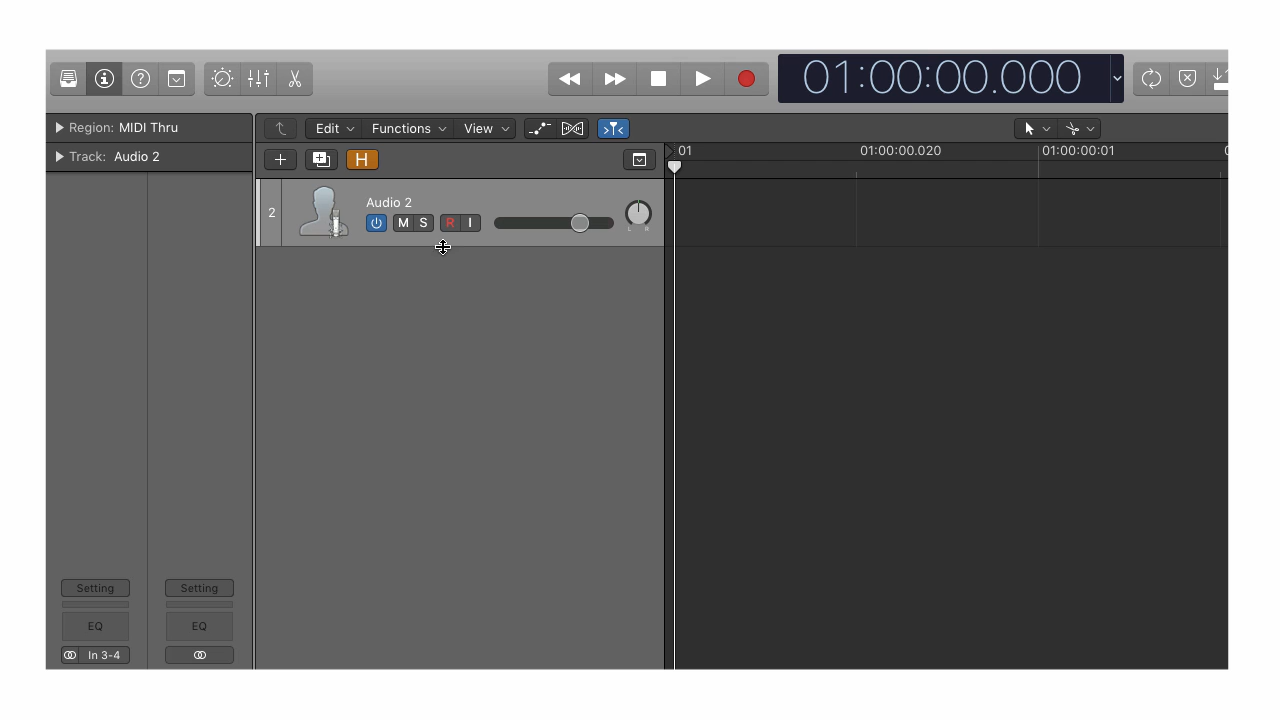 01:00:00.000
Region: MIDI Thru
Edit Functions View
Track: Audio 2
H
01 01:00:00.020 01:00:00:01
2
Audio 2
M S R I
L R
Setting Setting
EQ EQ
In 3-4